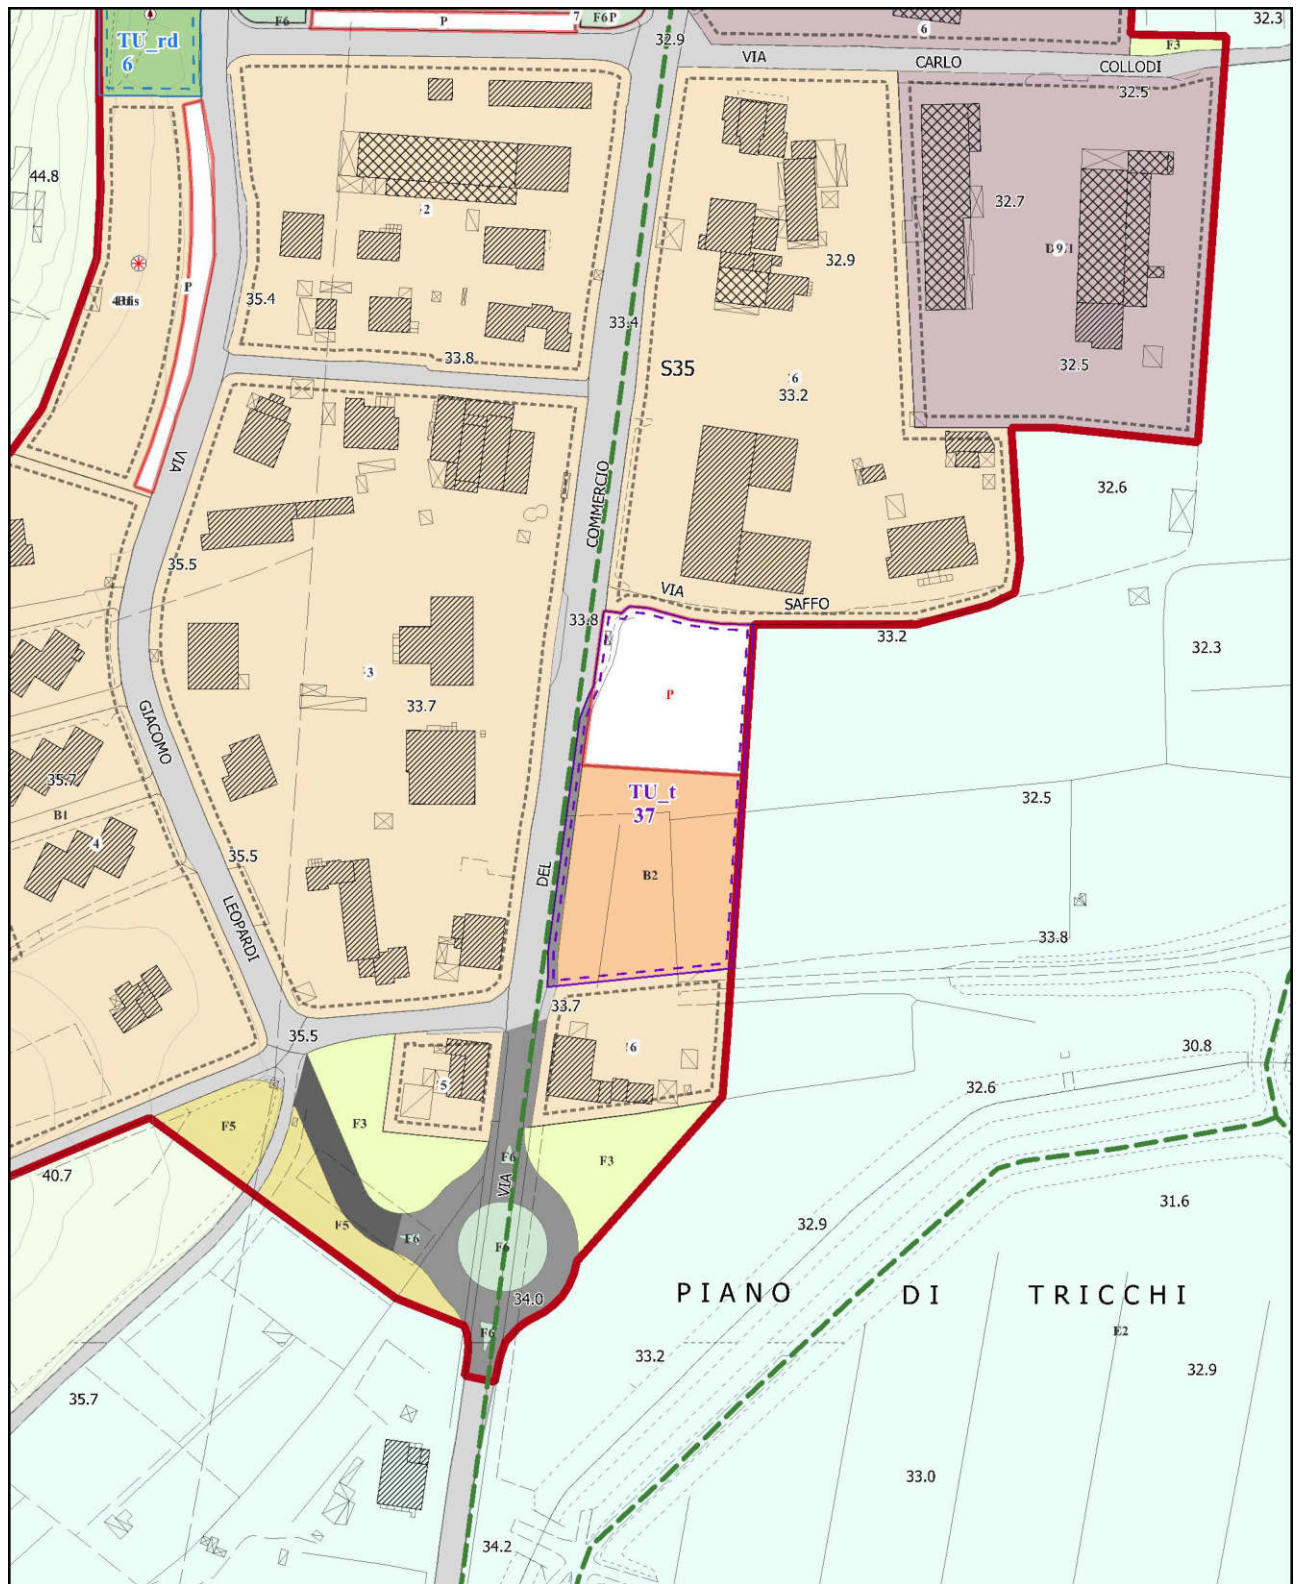 F6
P
7
F6P
32.3
TU_rd
6
32.9
VIA
6
CARLO
F3
COLLODI
32.5
44.8
2
32.7
35.4
P
32.9
33.4
33.8
S35
6
33.2
32.5
VIA
32.6
COMMERCIO
35.5
VIA
SAFFO
33.8
33.2
32.3
3
33.7
P
GIACOMO
35.7
TU_t
37
32.5
B1
4
35.5
DEL
B2
LEOPARDI
33.8
33.7
35.5
6
30.8
5
32.6
F5
F3
F6
F3
40.7
VIA
31.6
F5
F6
F6
32.9
34.0
PIANO DI TRICCHI
F6
E2
33.2
32.9
35.7
33.0
34.2